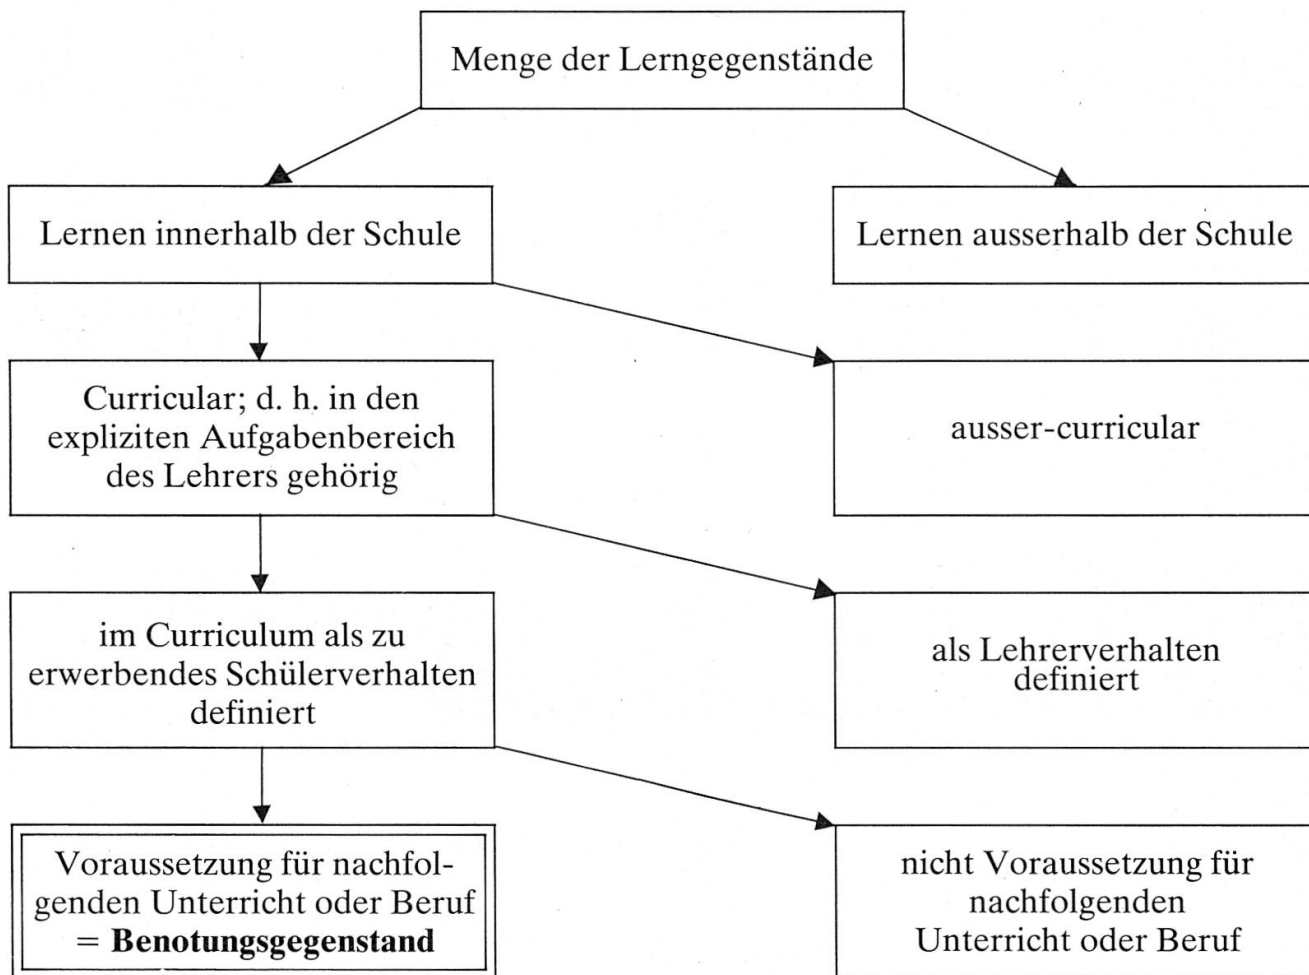 Menge der Lerngegenstände
Lernen innerhalb der Schule
Lernen ausserhalb der Schule
Curricular; d. h. in den
expliziten Aufgabenbereich
des Lehrers gehörig
ausser-curricular
im Curriculum als zu
erwerbendes Schülerverhalten
definiert
als Lehrerverhalten
definiert
Voraussetzung für nachfol-
genden Unterricht oder Beruf
= Benotungsgegenstand
nicht Voraussetzung für
nachfolgenden
Unterricht oder Beruf